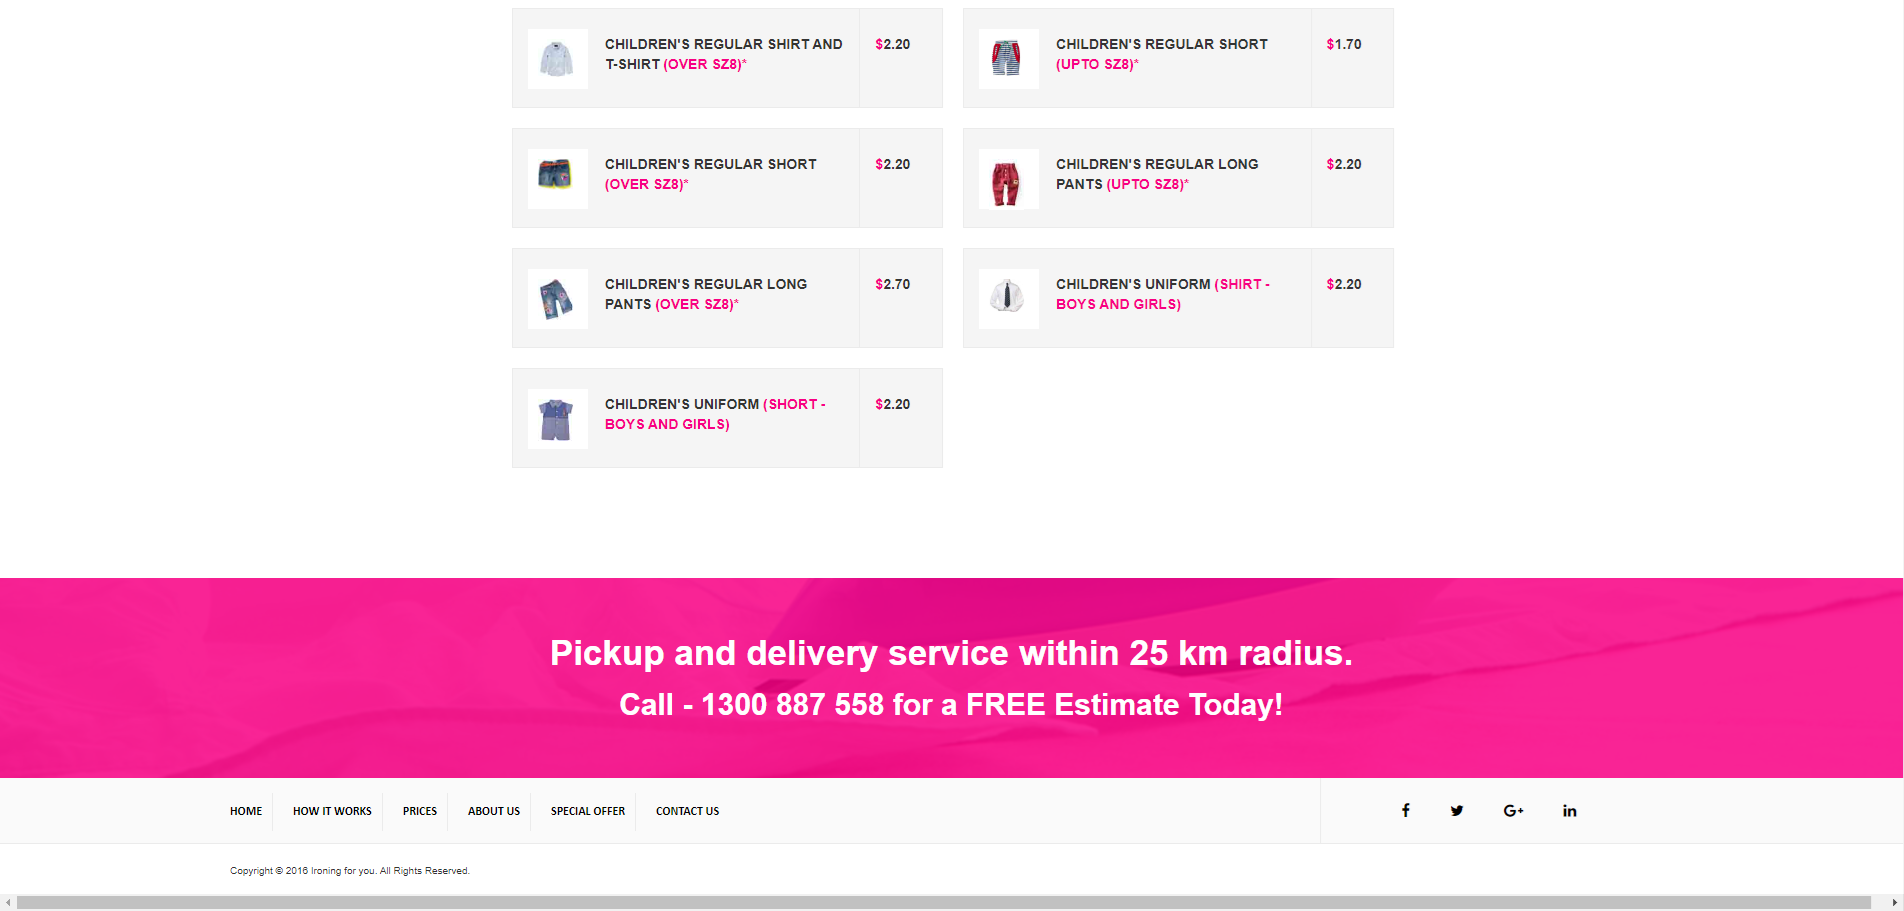 CHILDREN'S REGULAR SHIRT AND
T-SHIRT (OVER SZ8)*
$2.20
CHILDREN'S REGULAR SHORT
(UPTO SZ8)*
$1.70
CHILDREN'S REGULAR SHORT
(OVER SZ8)*
$2.20
CHILDREN'S REGULAR LONG
PANTS (UPTO SZ8)*
$2.20
CHILDREN'S REGULAR LONG
PANTS (OVER SZ8)*
$2.70
CHILDREN'S UNIFORM (SHIRT -
BOYS AND GIRLS)
$2.20
CHILDREN'S UNIFORM (SHORT -
BOYS AND GIRLS)
$2.20
Pickup and delivery service within 25 km radius.
Call - 1300 887 558 for a FREE Estimate Today!
HOME HOW IT WORKS PRICES ABOUT US SPECIAL OFFER CONTACT US
Copyright © 2016 Ironing for you. All Rights Reserved.